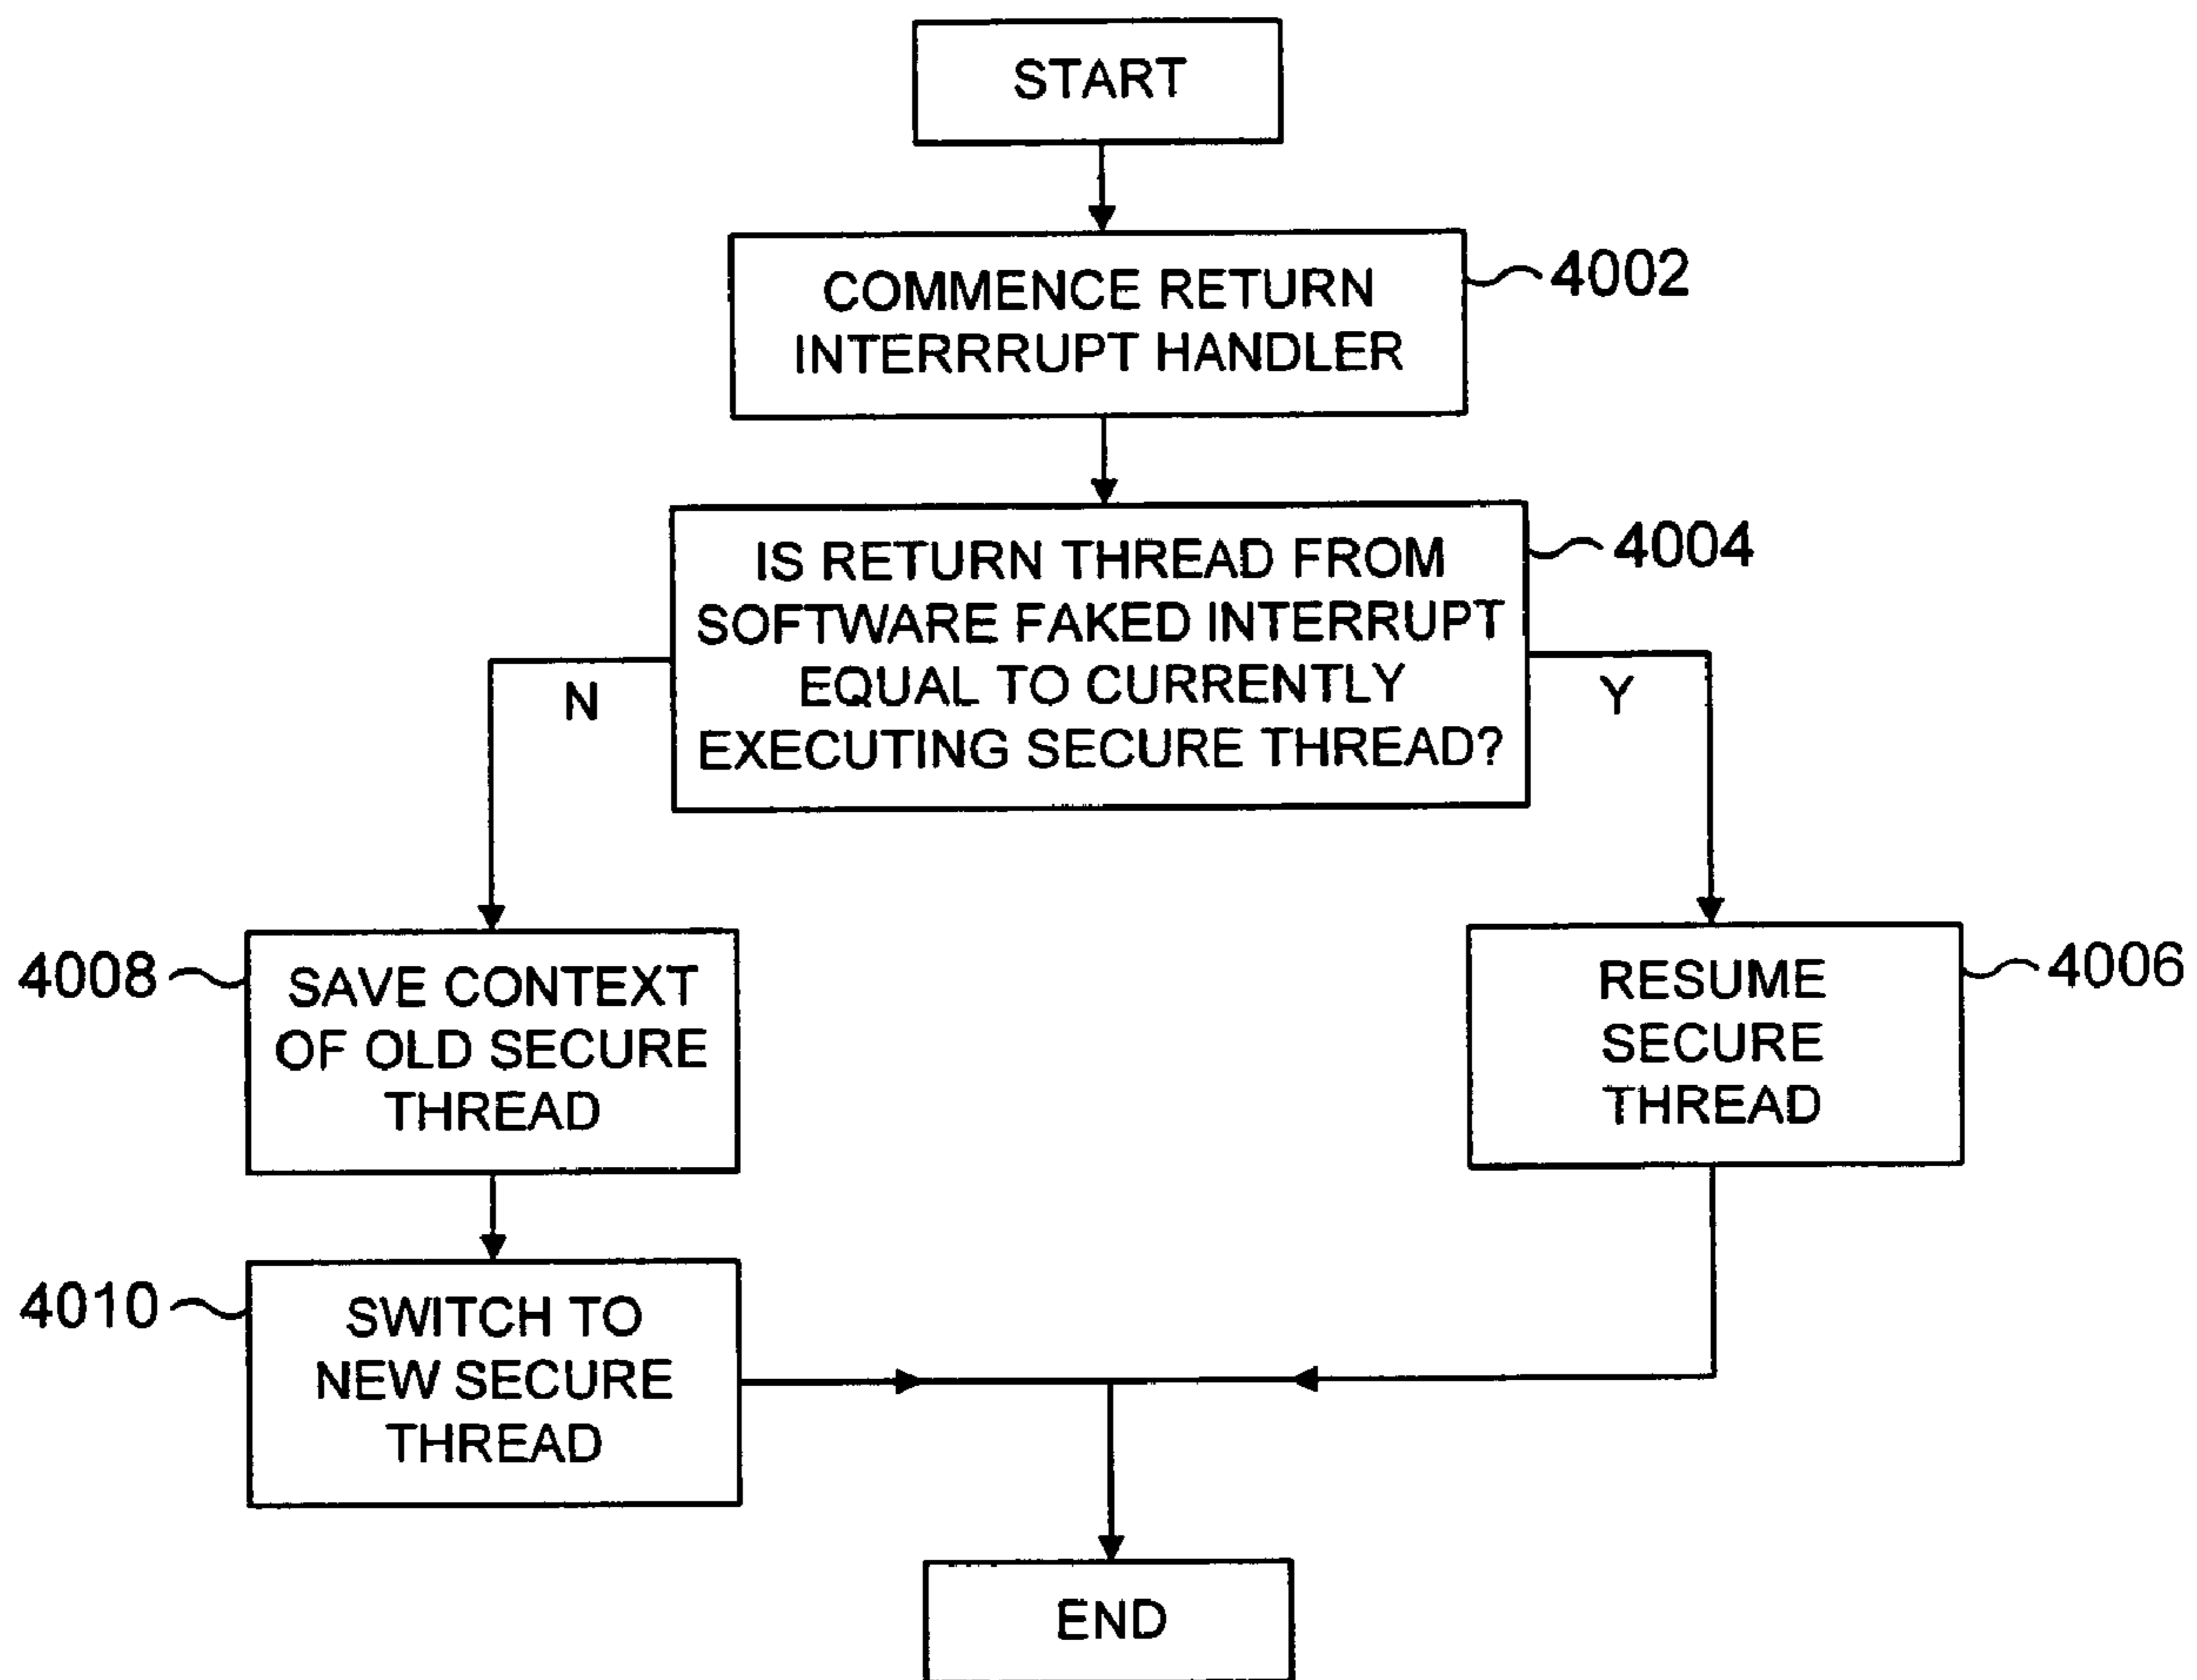 START
COMMENCE RETURN
INTERRRUPT HANDLER
4002
IS RETURN THREAD FROM
SOFTWARE FAKED INTERRUPT
EQUAL TO CURRENTLY
EXECUTING SECURE THREAD?
4004
N
Y
4008
SAVE CONTEXT
OF OLD SECURE
THREAD
RESUME
SECURE
THREAD
4006
4010
SWITCH TO
NEW SECURE
THREAD
END